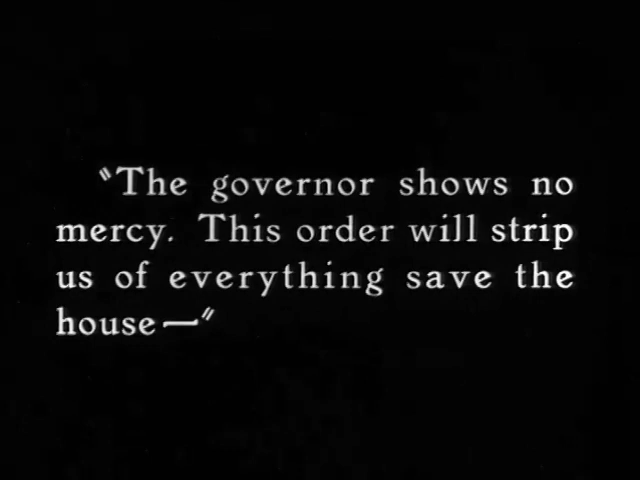 "The governor shows no
mercy. This order will strip
us of everything save the
house—"